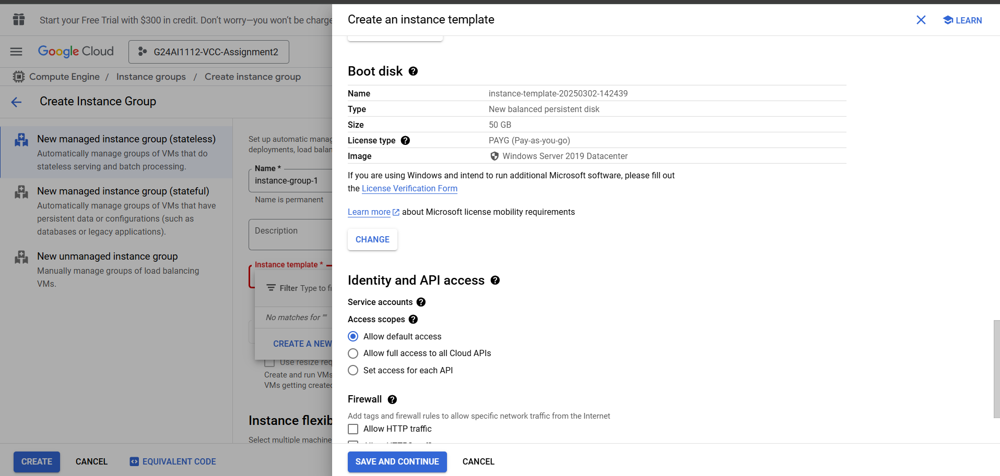 Start your Free Trial with $300 in credit. Don't worry—you won't be charge
Google Cloud
G24AI1112-VCC-Assignment2
Compute Engine / Instance groups / Create instance group
Create Instance Group
New managed instance group (stateless)
Automatically manage groups of VMs that do
stateless serving and batch processing.
New managed instance group (stateful)
Automatically manage groups of VMs that have
persistent data or configurations (such as
databases or legacy applications).
New unmanaged instance group
Manually manage groups of load balancing
VMs.
Set up automatic manag
deployments, load balan
Name *
instance-group-1
Name is permanent
Description
Instance template *
Filter Type to fi
No matches for ""
CREATE A NEW
Use resize req
Create and run VMs
VMs getting created
Instance flexib
Select multiple machine
CREATE
CANCEL
EQUIVALENT CODE
Create an instance template
LEARN
Boot disk
Name instance-template-20250302-142439
Type New balanced persistent disk
Size 50 GB
License type PAYG (Pay-as-you-go)
Image Windows Server 2019 Datacenter
If you are using Windows and intend to run additional Microsoft software, please fill out
the License Verification Form
Learn more about Microsoft license mobility requirements
CHANGE
Identity and API access
Service accounts
Access scopes
Allow default access
Allow full access to all Cloud APIs
Set access for each API
Firewall
Add tags and firewall rules to allow specific network traffic from the Internet
Allow HTTP traffic
SAVE AND CONTINUE
CANCEL